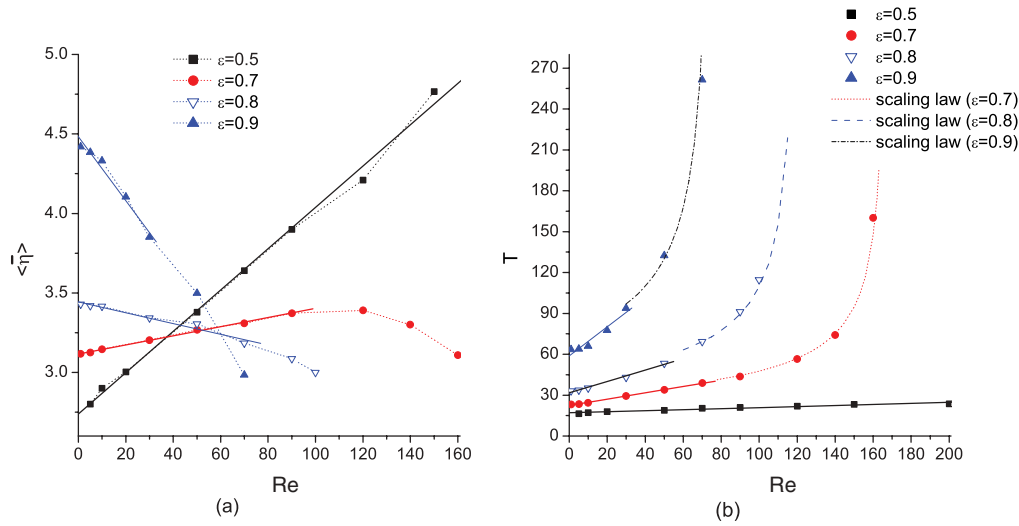 ε=0.5
ε=0.7
ε=0.8
ε=0.9
5.0
4.5
4.0
3.5
3.0
<η̄>
0 20 40 60 80 100 120 140 160
Re
(a)
ε=0.5
ε=0.7
ε=0.8
ε=0.9
scaling law (ε=0.7)
scaling law (ε=0.8)
scaling law (ε=0.9)
270
240
210
180
150
120
90
60
30
0
T
0 20 40 60 80 100 120 140 160 180 200
Re
(b)